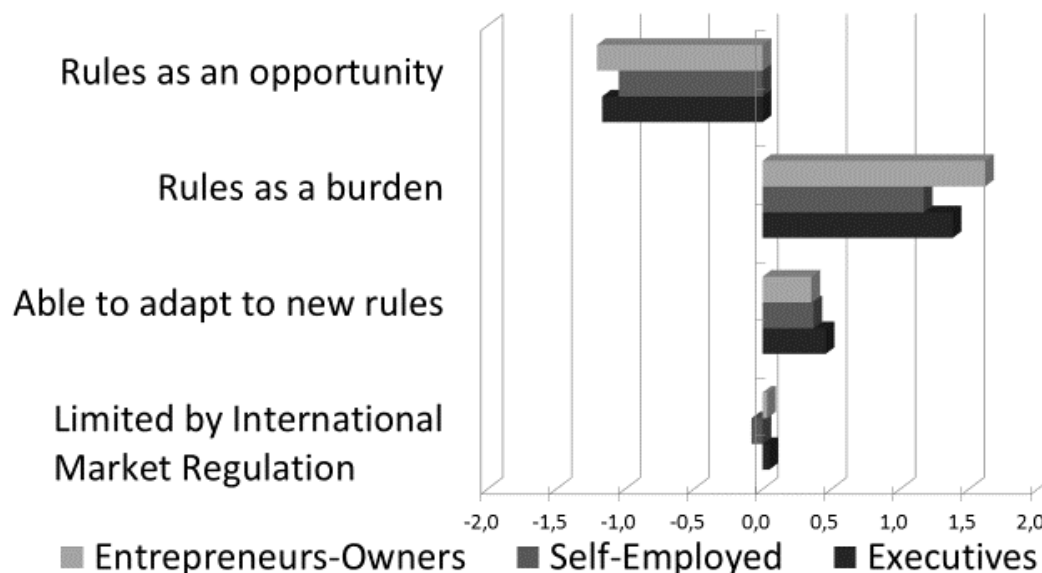 Rules as an opportunity
Rules as a burden
Able to adapt to new rules
Limited by International
Market Regulation
-2,0 -1,5 -1,0 -0,5 0,0 0,5 1,0 1,5 2,0
Entrepreneurs-Owners Self-Employed Executives